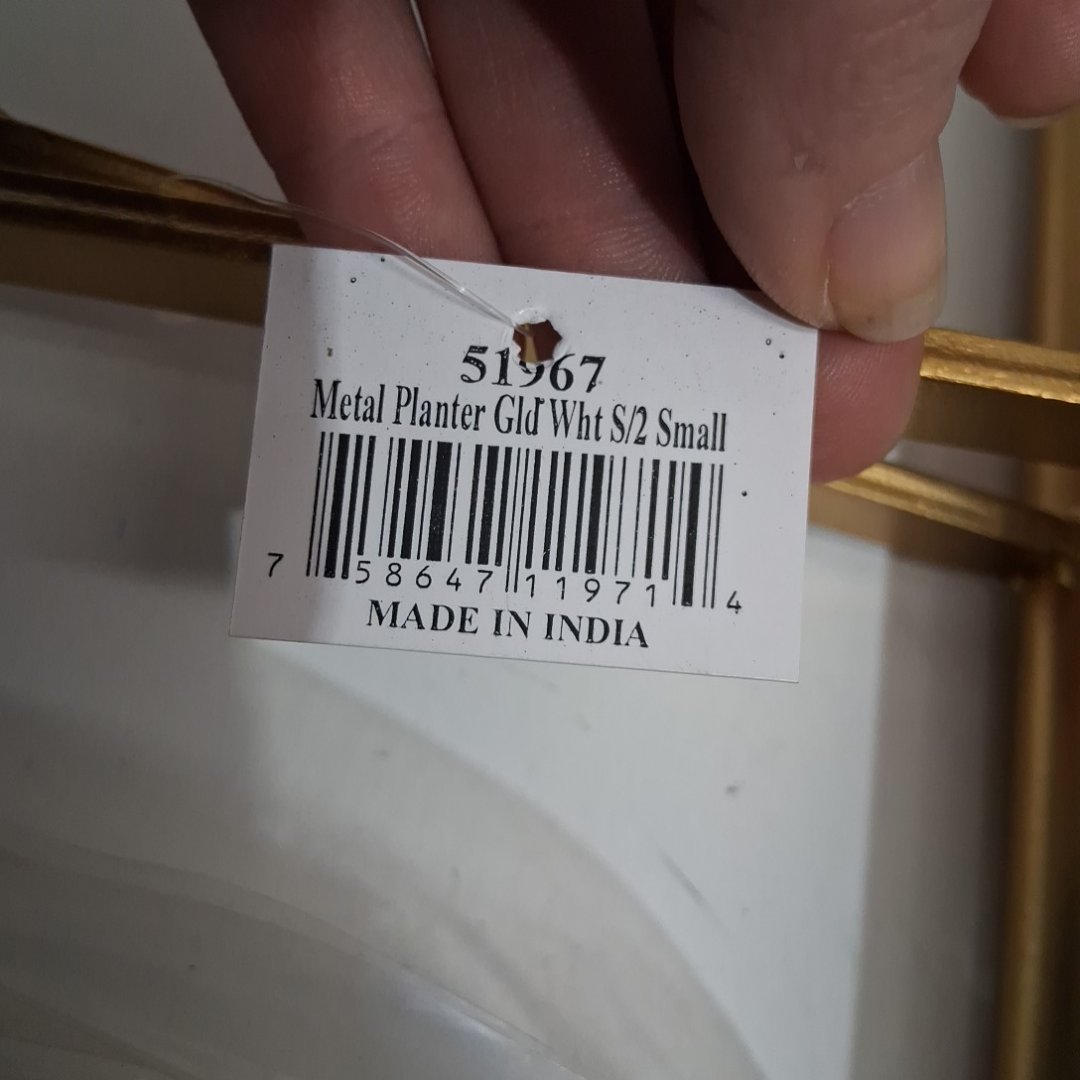 51967
Metal Planter Gld Wht S/2 Small
7 58647 11971 4
MADE IN INDIA